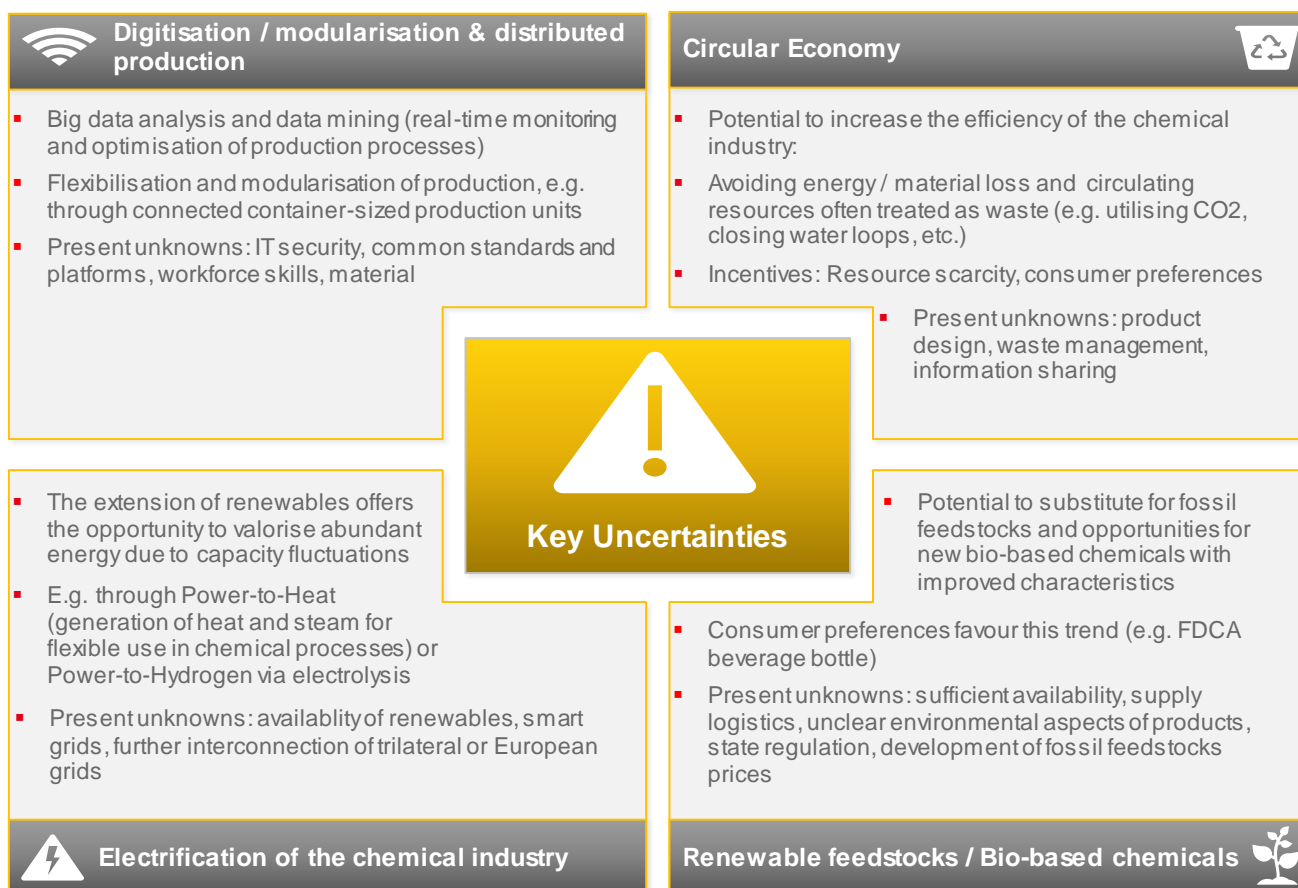 Digitisation / modularisation & distributed
production
Big data analysis and data mining (real-time monitoring
and optimisation of production processes)
Flexibilisation and modularisation of production, e.g.
through connected container-sized production units
Present unknowns: IT security, common standards and
platforms, workforce skills, material
Circular Economy
Potential to increase the efficiency of the chemical
industry:
Avoiding energy / material loss and circulating
resources often treated as waste (e.g. utilising CO2,
closing water loops, etc.)
Incentives: Resource scarcity, consumer preferences
Present unknowns: product
design, waste management,
information sharing
Key Uncertainties
The extension of renewables offers
the opportunity to valorise abundant
energy due to capacity fluctuations
E.g. through Power-to-Heat
(generation of heat and steam for
flexible use in chemical processes) or
Power-to-Hydrogen via electrolysis
Present unknowns: availablity of renewables, smart
grids, further interconnection of trilateral or European
grids
Electrification of the chemical industry
Potential to substitute for fossil
feedstocks and opportunities for
new bio-based chemicals with
improved characteristics
Consumer preferences favour this trend (e.g. FDCA
beverage bottle)
Present unknowns: sufficient availability, supply
logistics, unclear environmental aspects of products,
state regulation, development of fossil feedstocks
prices
Renewable feedstocks / Bio-based chemicals